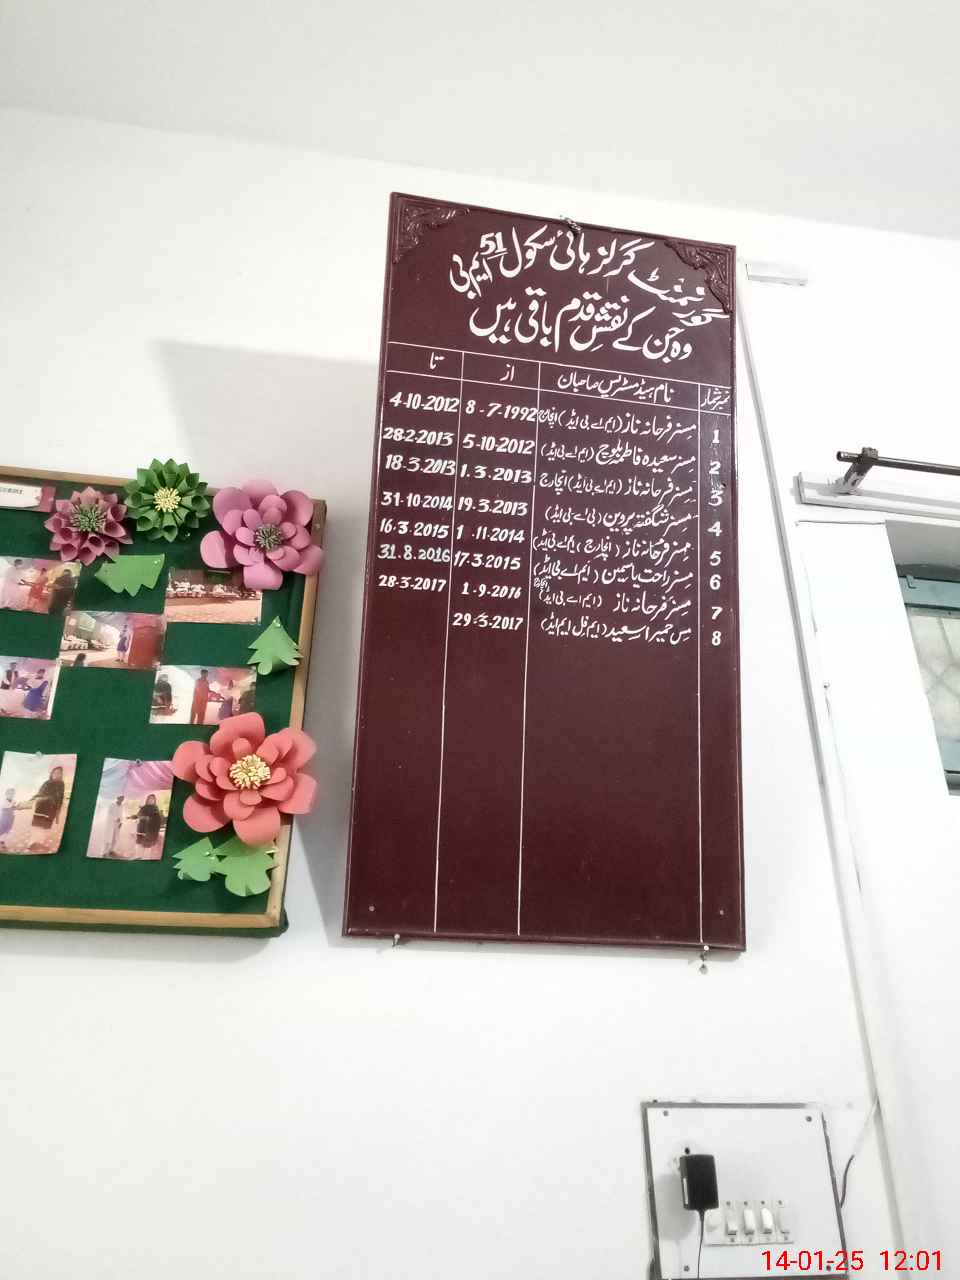 گورنمنٹ گرلز ہائی سکول 51 ایم بی
وہ جن کے نقشِ قدم باقی ہیں
نمبر شمار نام ہیڈ مسٹریس صاحبان از تا
1 مسز فرحانہ ناز (ایم اے بی ایڈ) انچارج 8-7-1992 4-10-2012
2 مسز سعیدہ فاطمہ بلوچ (ایم اے بی ایڈ) 5-10-2012 28-2-2013
3 مسز فرحانہ ناز (ایم اے بی ایڈ) انچارج 1.3-2013 18.3-2013
4 مسز شگفتہ پروین (بی اے بی ایڈ) 19.3-2013 31-10-2014
5 مسز فرحانہ ناز (انچارج) ایم اے بی ایڈ) 1-11-2014 16.3-2015
6 مسز راحت یاسمین (ایم اے بی ایڈ) 17.3-2015 31.8.2016
7 مسز فرحانہ ناز (ایم اے بی ایڈ) انچارج 1-9-2016 28-3-2017
8 مس حمیرا سعید (ایم فل ایم ایڈ) 29-3-2017
14-01-25 12:01